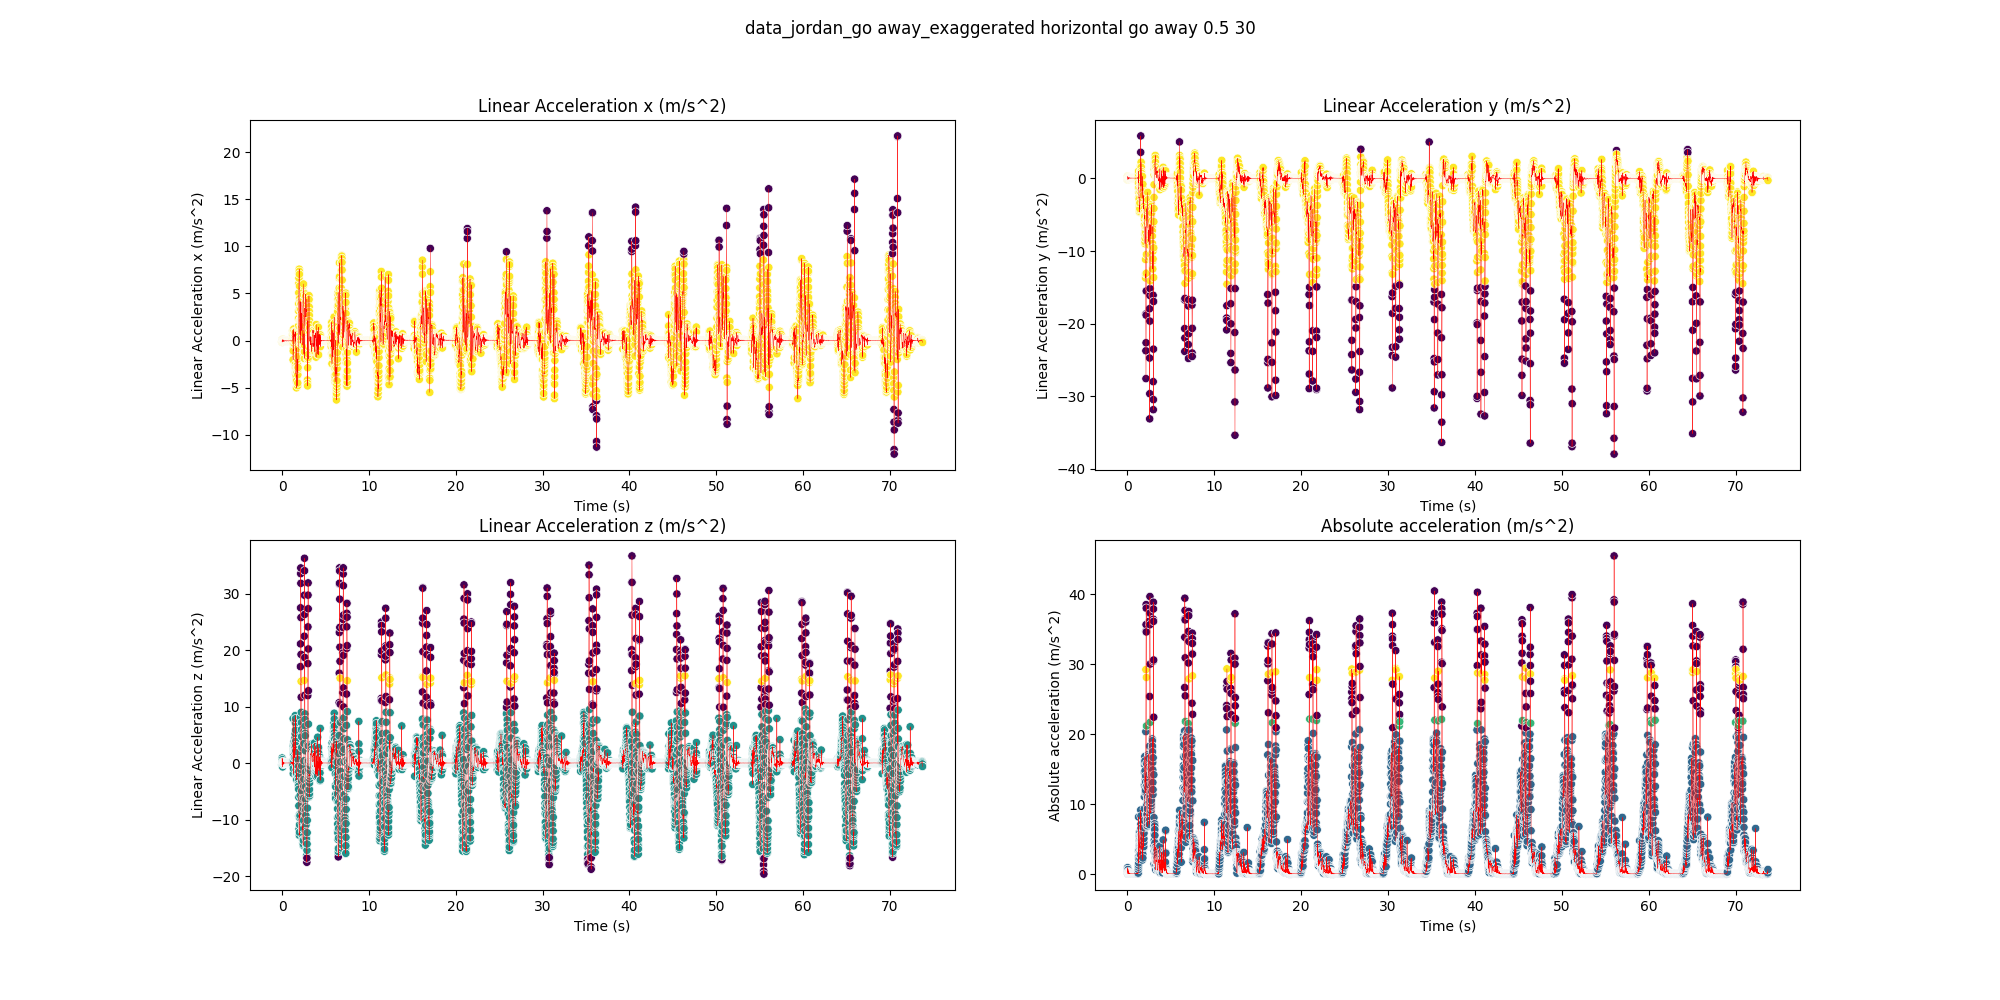 data_jordan_go away_exaggerated horizontal go away 0.5 30
Linear Acceleration x (m/s^2)
Linear Acceleration x (m/s^2)
20
15
10
5
0
−5
−10
0 10 20 30 40 50 60 70
Time (s)
Linear Acceleration y (m/s^2)
Linear Acceleration y (m/s^2)
0
−10
−20
−30
−40
0 10 20 30 40 50 60 70
Time (s)
Linear Acceleration z (m/s^2)
Linear Acceleration z (m/s^2)
30
20
10
0
−10
−20
0 10 20 30 40 50 60 70
Time (s)
Absolute acceleration (m/s^2)
Absolute acceleration (m/s^2)
40
30
20
10
0
0 10 20 30 40 50 60 70
Time (s)